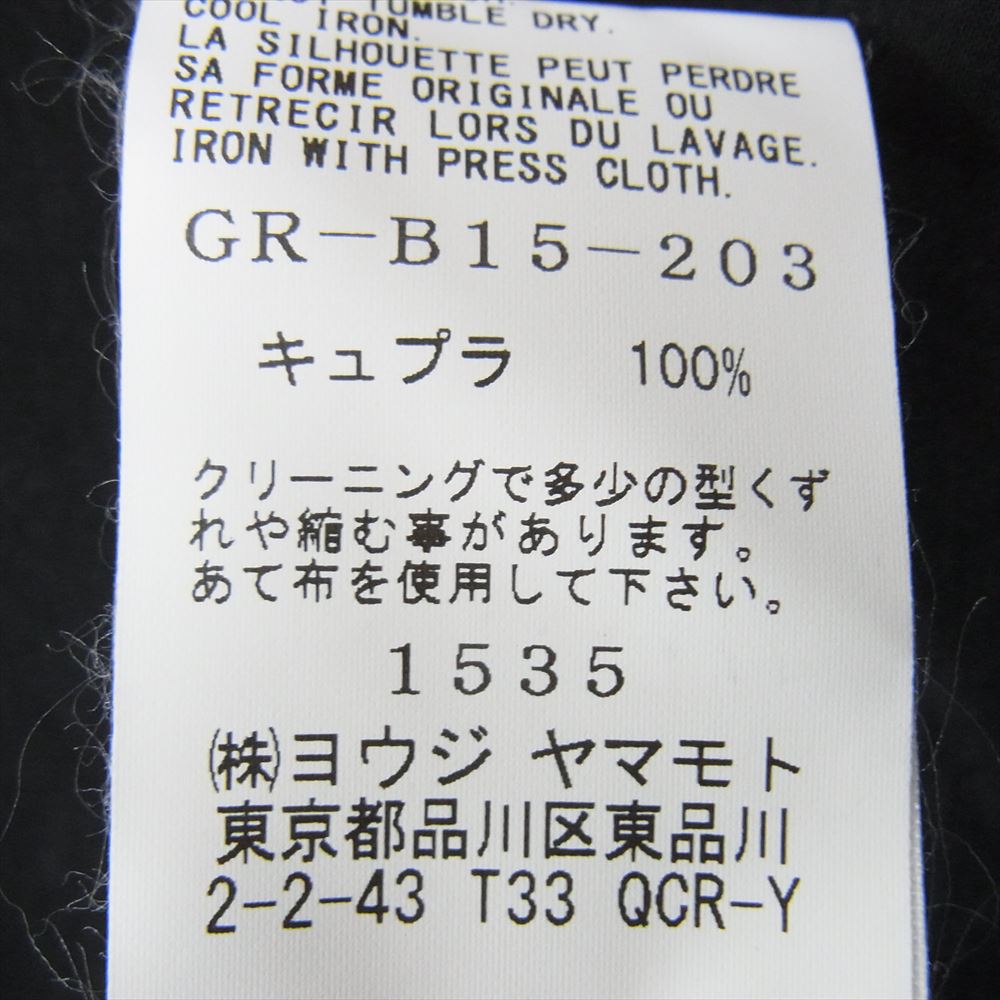 TUMBLE DRY.
COOL IRON.
LA SILHOUETTE PEUT PERDRE
SA FORME ORIGINALE OU
RETRECIR LORS DU LAVAGE.
IRON WITH PRESS CLOTH.
GR-B15-203
キュプラ 100%
クリーニングで多少の型くず
れや縮む事があります。
あて布を使用して下さい。
1535
㈱ヨウジ ヤマモト
東京都品川区東品川
2-2-43 T33 QCR-Y